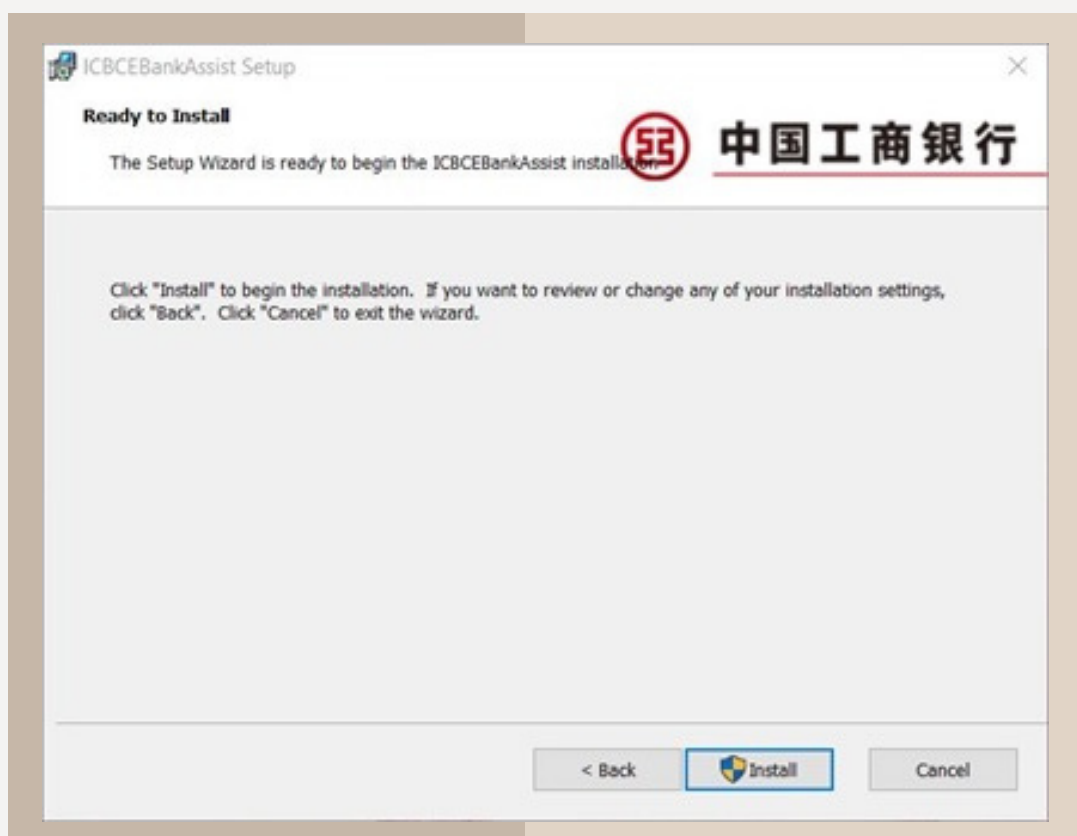 ICBCEBankAssist Setup
Ready to Install
中国工商银行
The Setup Wizard is ready to begin the ICBCEBankAssist installation.
Click "Install" to begin the installation. If you want to review or change any of your installation settings,
click "Back". Click "Cancel" to exit the wizard.
< Back
Install
Cancel